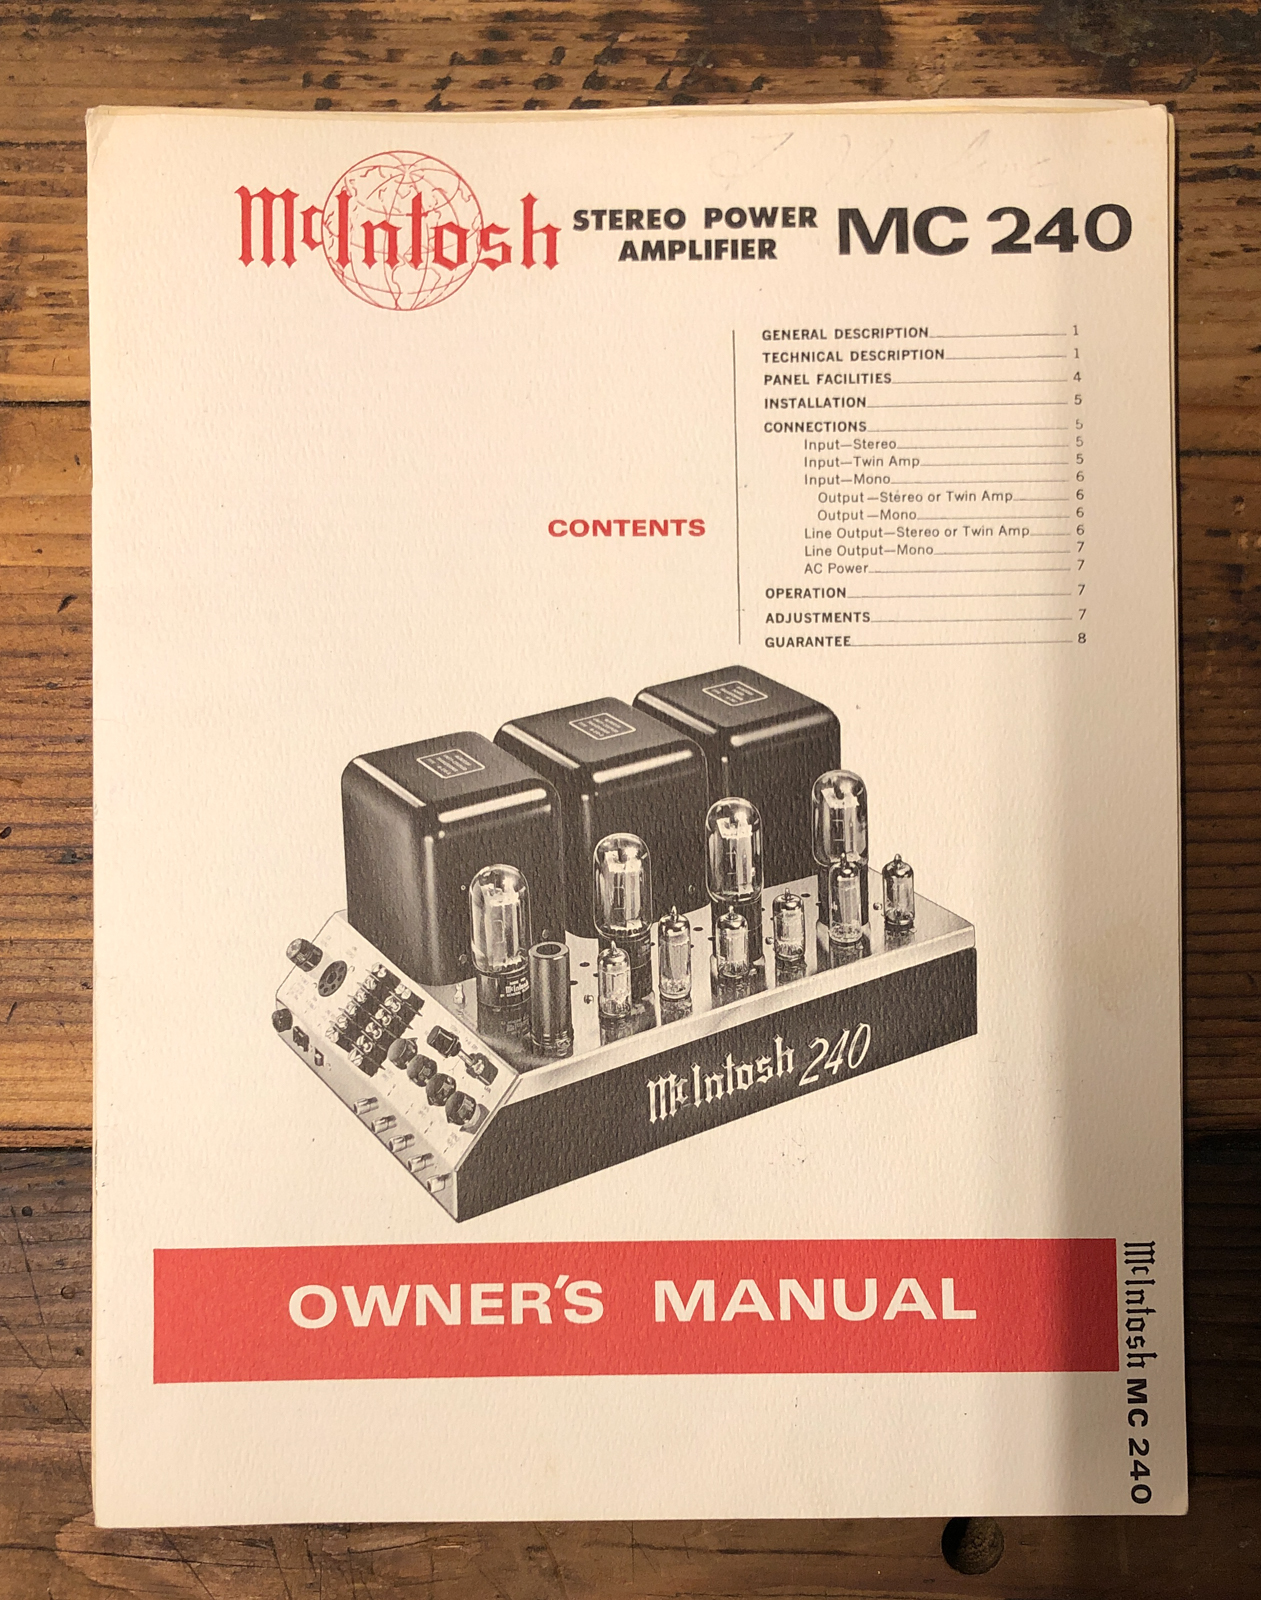 McIntosh STEREO POWER AMPLIFIER MC 240
GENERAL DESCRIPTION 1
TECHNICAL DESCRIPTION 1
PANEL FACILITIES 4
INSTALLATION 5
CONNECTIONS 5
Input—Stereo 5
Input—Twin Amp 5
Input—Mono 6
Output—Stereo or Twin Amp 6
Output—Mono 6
Line Output—Stereo or Twin Amp 6
Line Output—Mono 7
AC Power 7
OPERATION 7
ADJUSTMENTS 7
GUARANTEE 8
CONTENTS
McIntosh
McIntosh 240
OWNER'S MANUAL
McIntosh MC 240